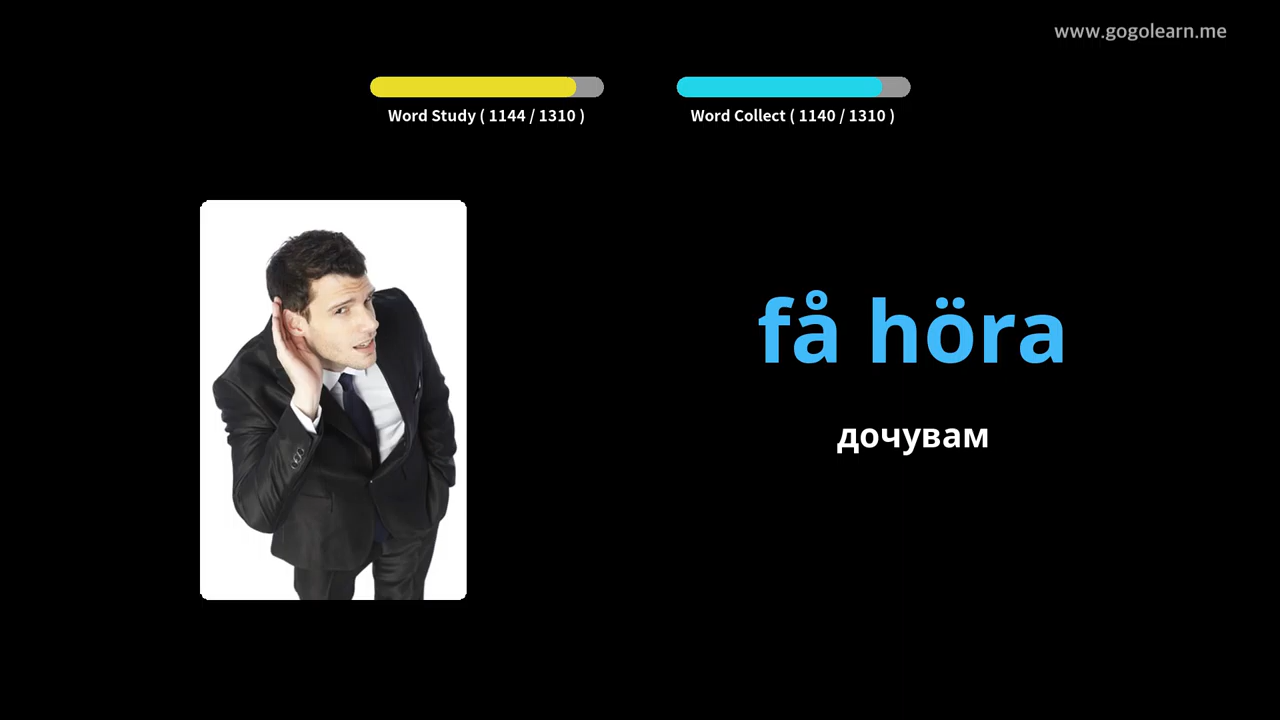 www.gogolearn.me
Word Study ( 1144 / 1310 )
Word Collect ( 1140 / 1310 )
få höra
дочувам